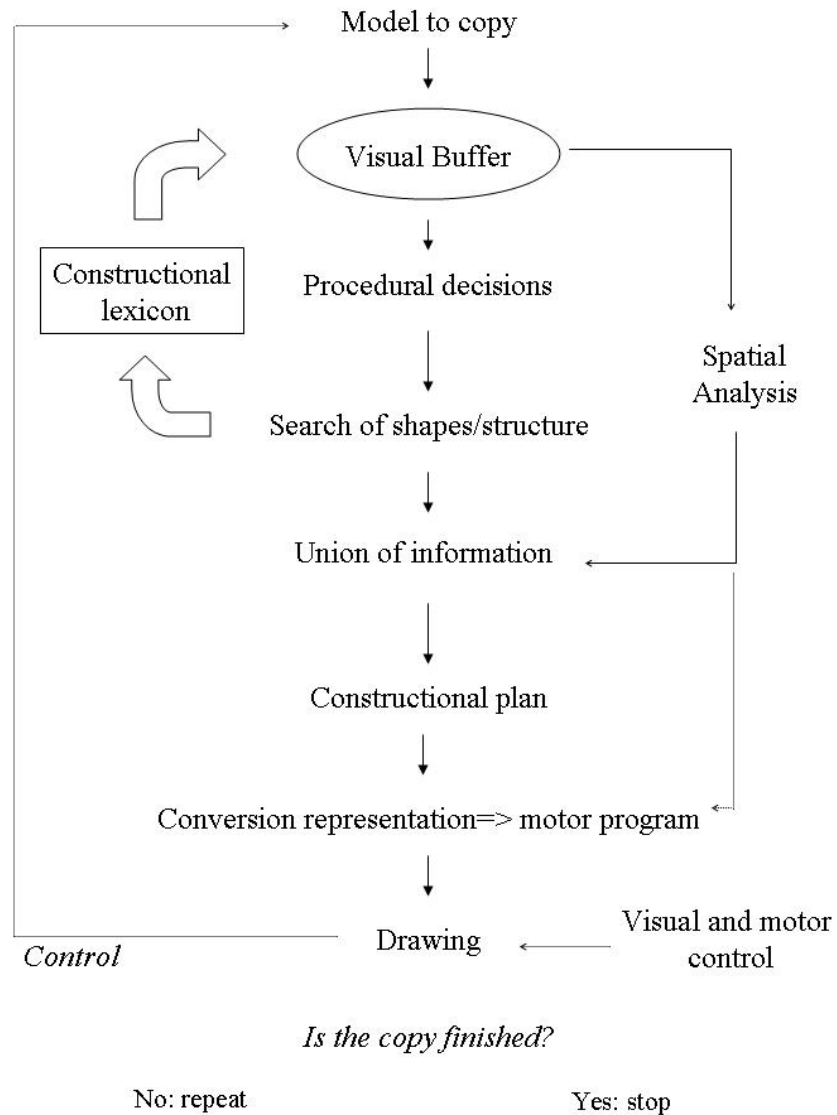 Model to copy
Visual Buffer
Constructional
lexicon
Procedural decisions
Spatial
Analysis
Search of shapes/structure
Union of information
Constructional plan
Conversion representation=> motor program
Drawing
Visual and motor
control
Control
Is the copy finished?
No: repeat
Yes: stop